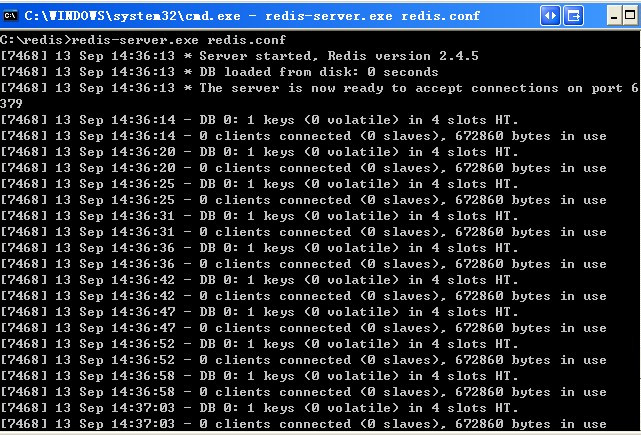 C:\WINDOWS\system32\cmd.exe - redis-server.exe redis.conf
C:\redis>redis-server.exe redis.conf
[7468] 13 Sep 14:36:13 * Server started, Redis version 2.4.5
[7468] 13 Sep 14:36:13 * DB loaded from disk: 0 seconds
[7468] 13 Sep 14:36:13 * The server is now ready to accept connections on port 6
379
[7468] 13 Sep 14:36:14 - DB 0: 1 keys (0 volatile) in 4 slots HT.
[7468] 13 Sep 14:36:14 - 0 clients connected (0 slaves), 672860 bytes in use
[7468] 13 Sep 14:36:20 - DB 0: 1 keys (0 volatile) in 4 slots HT.
[7468] 13 Sep 14:36:20 - 0 clients connected (0 slaves), 672860 bytes in use
[7468] 13 Sep 14:36:25 - DB 0: 1 keys (0 volatile) in 4 slots HT.
[7468] 13 Sep 14:36:25 - 0 clients connected (0 slaves), 672860 bytes in use
[7468] 13 Sep 14:36:31 - DB 0: 1 keys (0 volatile) in 4 slots HT.
[7468] 13 Sep 14:36:31 - 0 clients connected (0 slaves), 672860 bytes in use
[7468] 13 Sep 14:36:36 - DB 0: 1 keys (0 volatile) in 4 slots HT.
[7468] 13 Sep 14:36:36 - 0 clients connected (0 slaves), 672860 bytes in use
[7468] 13 Sep 14:36:42 - DB 0: 1 keys (0 volatile) in 4 slots HT.
[7468] 13 Sep 14:36:42 - 0 clients connected (0 slaves), 672860 bytes in use
[7468] 13 Sep 14:36:47 - DB 0: 1 keys (0 volatile) in 4 slots HT.
[7468] 13 Sep 14:36:47 - 0 clients connected (0 slaves), 672860 bytes in use
[7468] 13 Sep 14:36:52 - DB 0: 1 keys (0 volatile) in 4 slots HT.
[7468] 13 Sep 14:36:52 - 0 clients connected (0 slaves), 672860 bytes in use
[7468] 13 Sep 14:36:58 - DB 0: 1 keys (0 volatile) in 4 slots HT.
[7468] 13 Sep 14:36:58 - 0 clients connected (0 slaves), 672860 bytes in use
[7468] 13 Sep 14:37:03 - DB 0: 1 keys (0 volatile) in 4 slots HT.
[7468] 13 Sep 14:37:03 - 0 clients connected (0 slaves), 672860 bytes in use